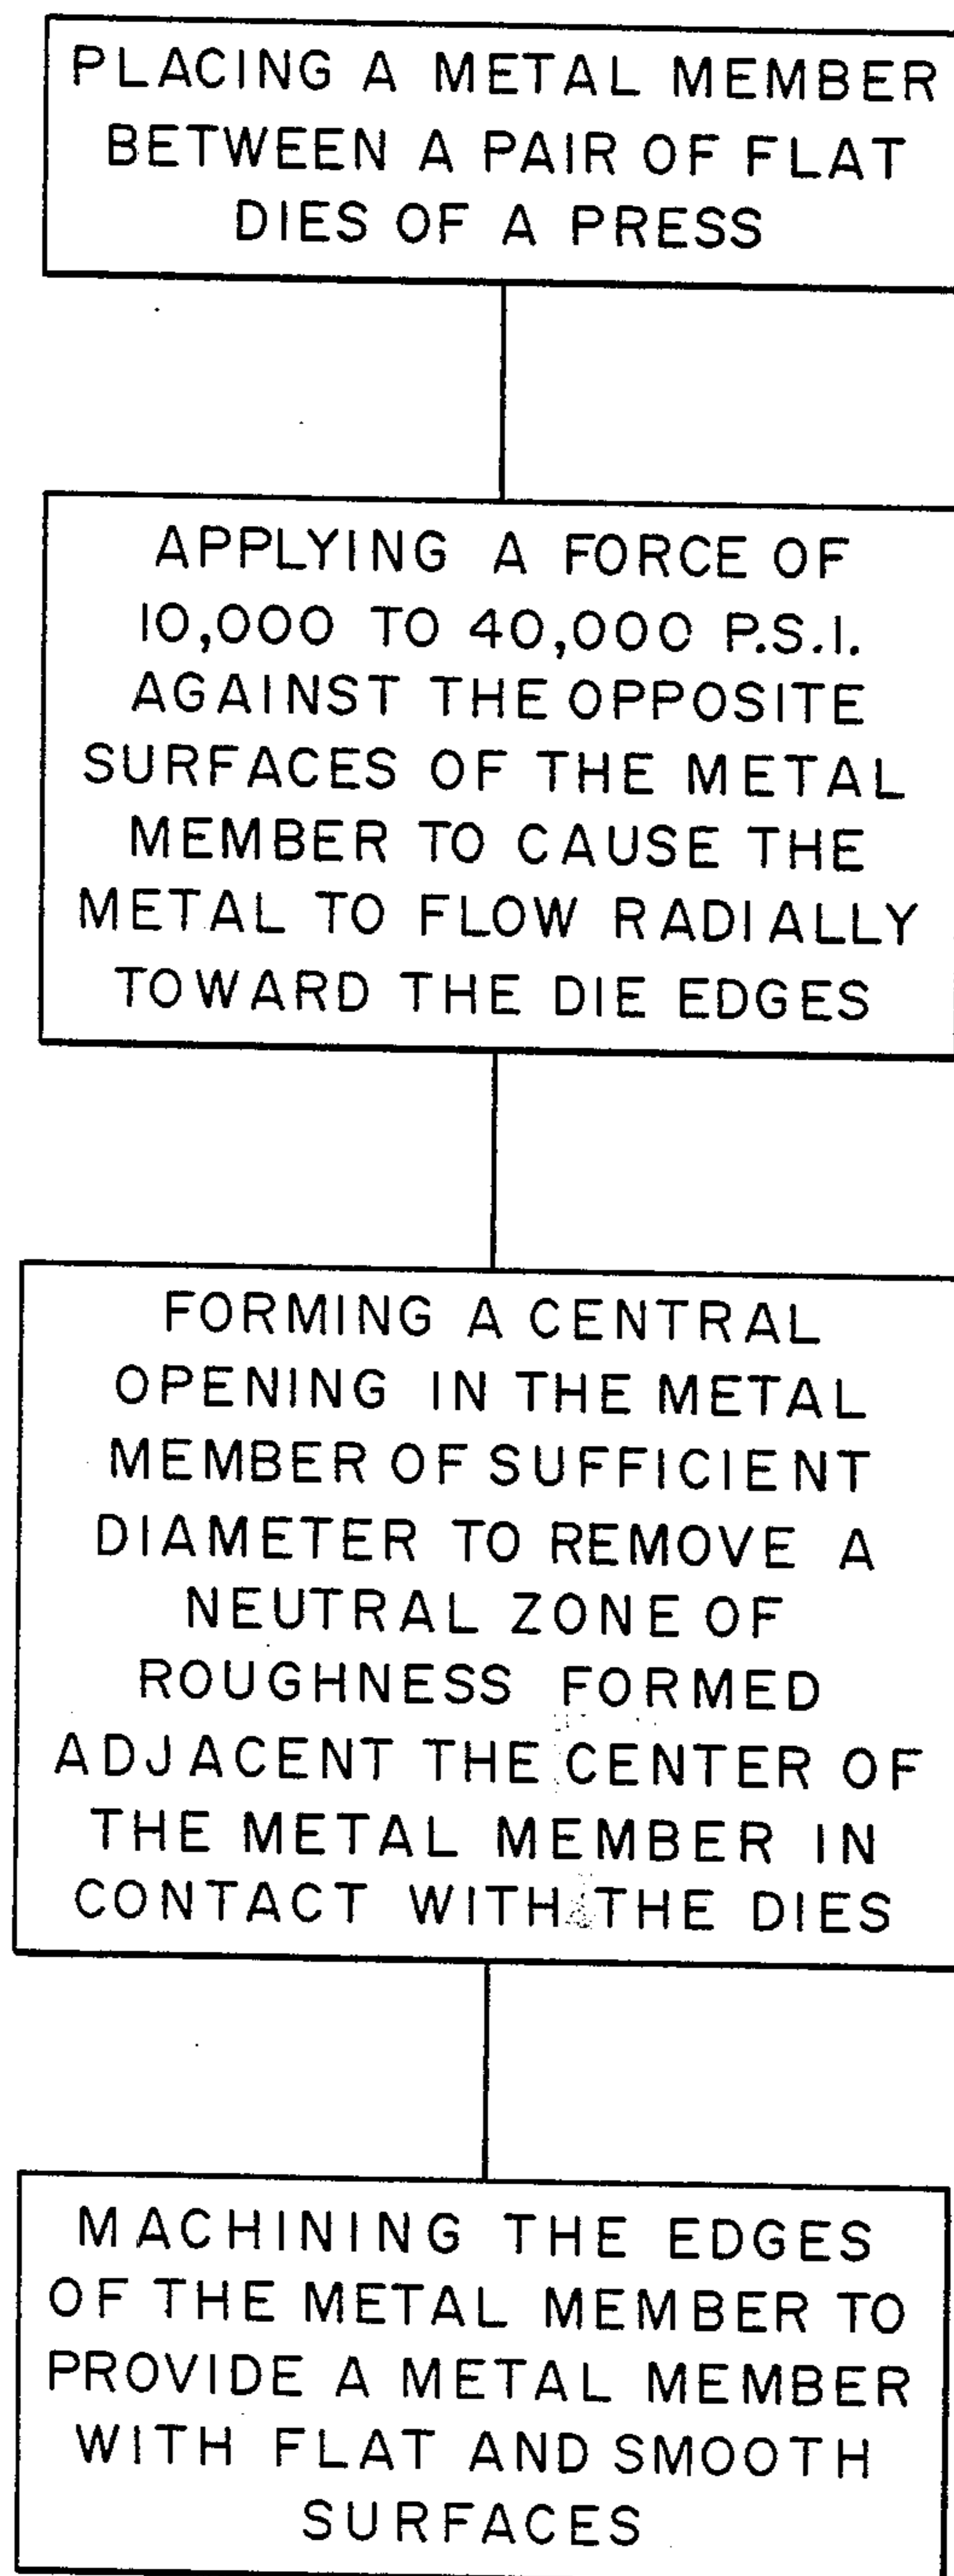 PLACING A METAL MEMBER
BETWEEN A PAIR OF FLAT
DIES OF A PRESS
APPLYING A FORCE OF
10,000 TO 40,000 P.S.I.
AGAINST THE OPPOSITE
SURFACES OF THE METAL
MEMBER TO CAUSE THE
METAL TO FLOW RADIALLY
TOWARD THE DIE EDGES
FORMING A CENTRAL
OPENING IN THE METAL
MEMBER OF SUFFICIENT
DIAMETER TO REMOVE A
NEUTRAL ZONE OF
ROUGHNESS FORMED
ADJACENT THE CENTER OF
THE METAL MEMBER IN
CONTACT WITH THE DIES
MACHINING THE EDGES
OF THE METAL MEMBER TO
PROVIDE A METAL MEMBER
WITH FLAT AND SMOOTH
SURFACES